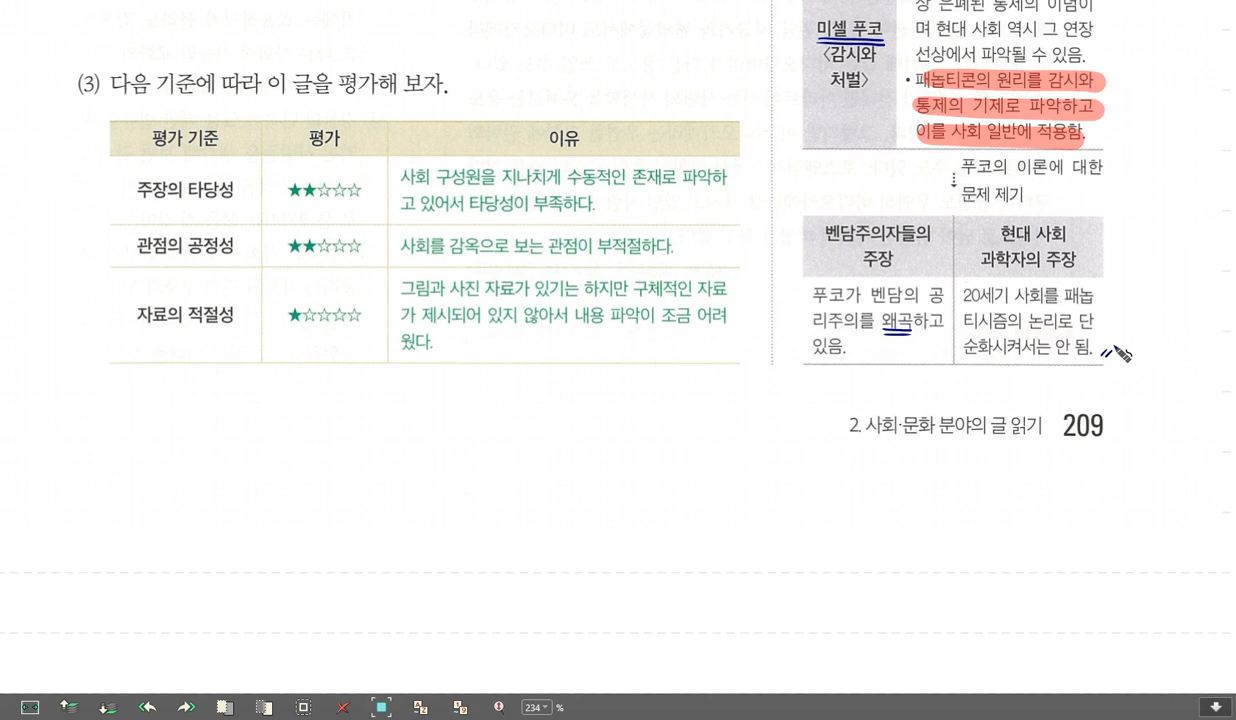 (3) 다음 기준에 따라 이 글을 평가해 보자.
평가 기준 평가 이유
주장의 타당성 ★★☆☆☆ 사회 구성원을 지나치게 수동적인 존재로 파악하
고 있어서 타당성이 부족하다.
관점의 공정성 ★★☆☆☆ 사회를 감옥으로 보는 관점이 부적절하다.
자료의 적절성 ★☆☆☆☆ 그림과 사진 자료가 있기는 하지만 구체적인 자료
가 제시되어 있지 않아서 내용 파악이 조금 어려
웠다.
미셸 푸코
〈감시와
처벌〉
상 은폐된 통제의 이념이
며 현대 사회 역시 그 연장
선상에서 파악될 수 있음.
• 패놉티콘의 원리를 감시와
통제의 기제로 파악하고
이를 사회 일반에 적용함.
푸코의 이론에 대한
문제 제기
벤담주의자들의
주장
현대 사회
과학자의 주장
푸코가 벤담의 공
리주의를 왜곡하고
있음.
20세기 사회를 패놉
티시즘의 논리로 단
순화시켜서는 안 됨.
2. 사회·문화 분야의 글 읽기 209
234 %